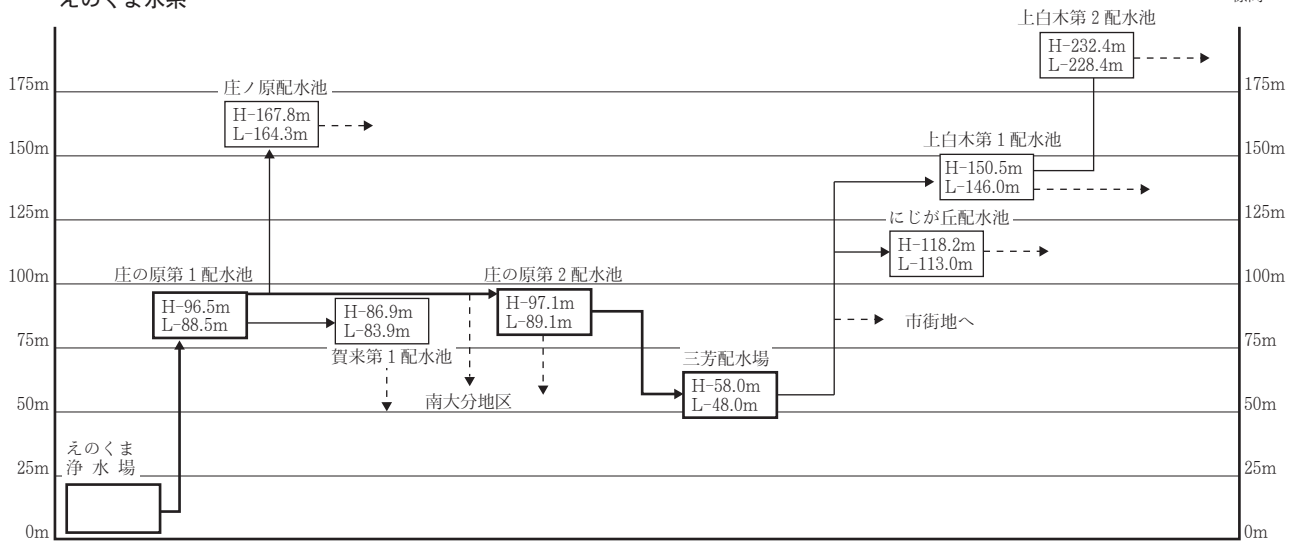 えのくま水系
上白木第2配水池
H-232.4m
L-228.4m
175m
175m
庄ノ原配水池
H-167.8m
L-164.3m
150m
150m
上白木第1配水池
H-150.5m
L-146.0m
125m
125m
にじが丘配水池
H-118.2m
L-113.0m
100m
100m
庄の原第1配水池
H-96.5m
L-88.5m
H-86.9m
L-83.9m
賀来第1配水池
庄の原第2配水池
H-97.1m
L-89.1m
市街地へ
75m
75m
三芳配水場
H-58.0m
L-48.0m
南大分地区
50m
50m
えのくま
浄水場
25m
25m
0m
0m